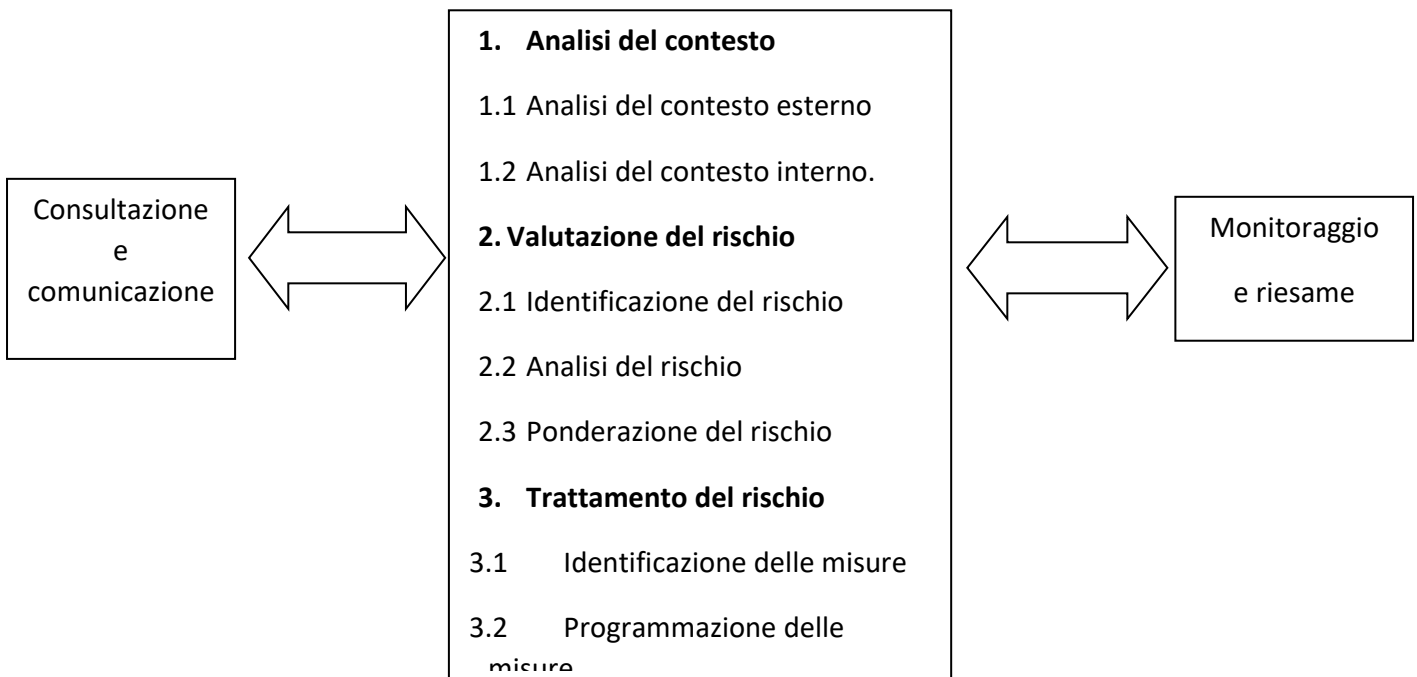 Consultazione
e
comunicazione
1. Analisi del contesto
1.1 Analisi del contesto esterno
1.2 Analisi del contesto interno.
2. Valutazione del rischio
2.1 Identificazione del rischio
2.2 Analisi del rischio
2.3 Ponderazione del rischio
3. Trattamento del rischio
3.1 Identificazione delle misure
3.2 Programmazione delle
misure
Monitoraggio
e riesame